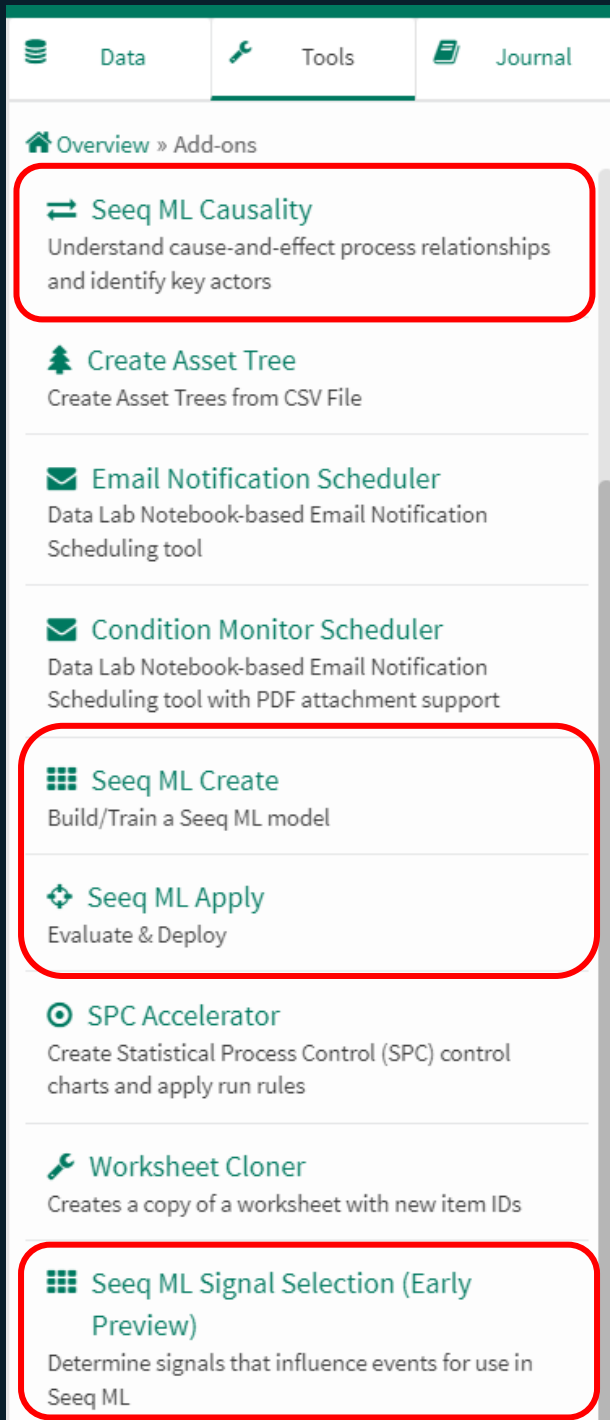 Data
Tools
Journal
Overview » Add-ons
Seeq ML Causality
Understand cause-and-effect process relationships
and identify key actors
Create Asset Tree
Create Asset Trees from CSV File
Email Notification Scheduler
Data Lab Notebook-based Email Notification
Scheduling tool
Condition Monitor Scheduler
Data Lab Notebook-based Email Notification
Scheduling tool with PDF attachment support
Seeq ML Create
Build/Train a Seeq ML model
Seeq ML Apply
Evaluate & Deploy
SPC Accelerator
Create Statistical Process Control (SPC) control
charts and apply run rules
Worksheet Cloner
Creates a copy of a worksheet with new item IDs
Seeq ML Signal Selection (Early
Preview)
Determine signals that influence events for use in
Seeq ML